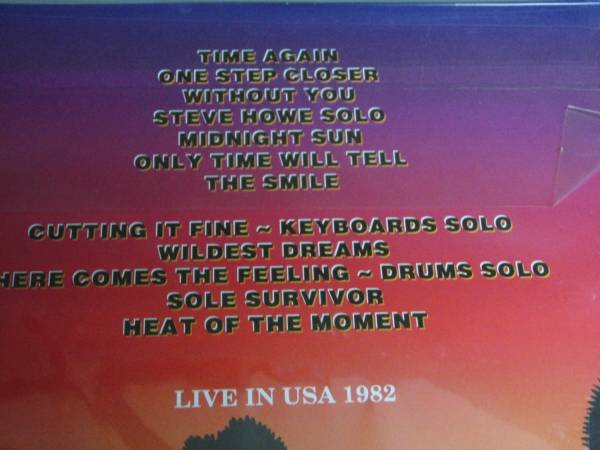 TIME AGAIN
ONE STEP CLOSER
WITHOUT YOU
STEVE HOWE SOLO
MIDNIGHT SUN
ONLY TIME WILL TELL
THE SMILE
CUTTING IT FINE ~ KEYBOARDS SOLO
WILDEST DREAMS
HERE COMES THE FEELING ~ DRUMS SOLO
SOLE SURVIVOR
HEAT OF THE MOMENT
LIVE IN USA 1982